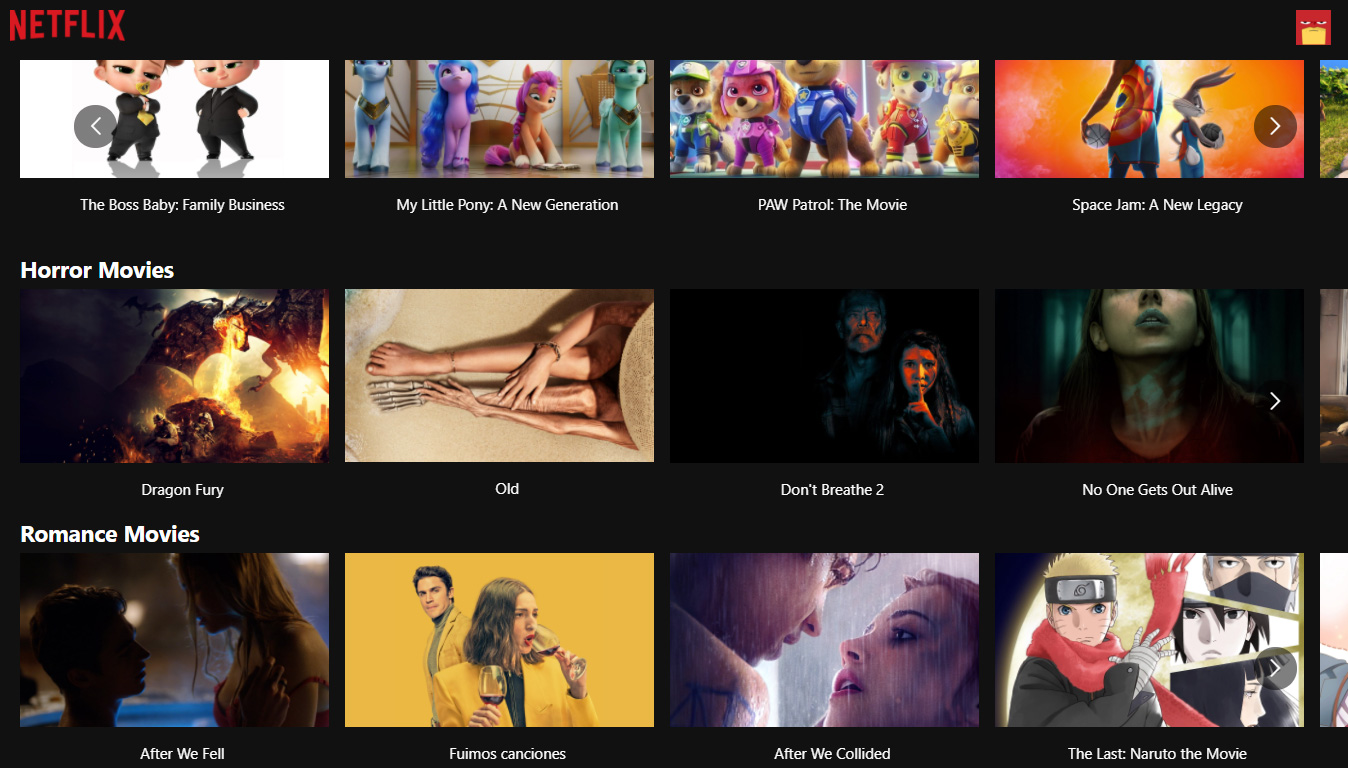 NETFLIX
The Boss Baby: Family Business
My Little Pony: A New Generation
PAW Patrol: The Movie
Space Jam: A New Legacy
Horror Movies
Dragon Fury
Old
Don't Breathe 2
No One Gets Out Alive
Romance Movies
After We Fell
Fuimos canciones
After We Collided
The Last: Naruto the Movie